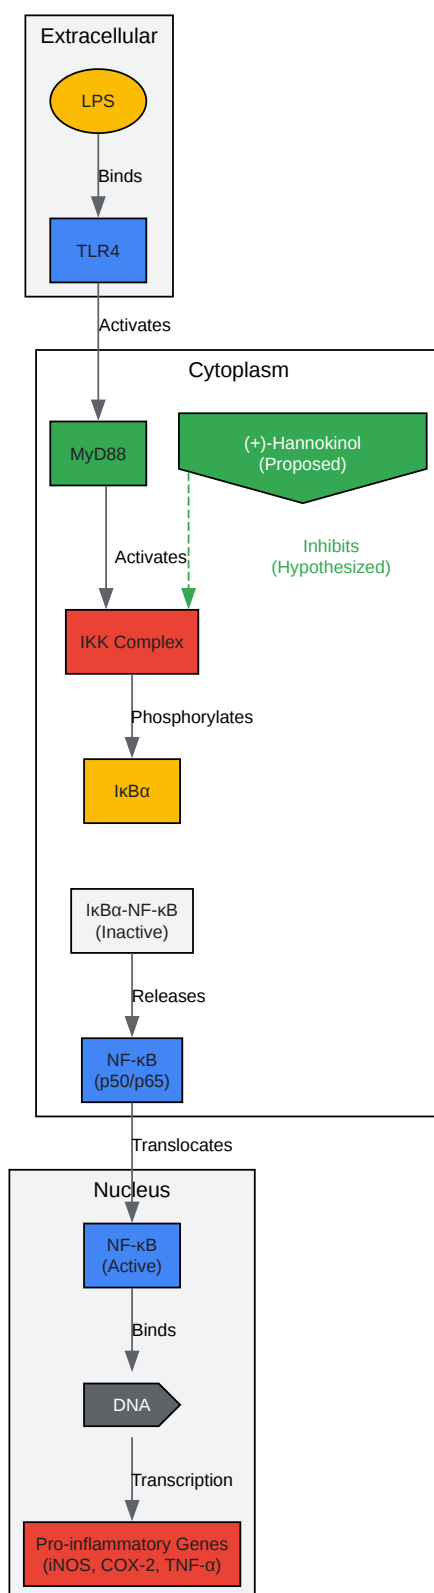 Extracellular
LPS
Binds
TLR4
Activates
Cytoplasm
MyD88
(+)-Hannokinol
(Proposed)
Activates
Inhibits
(Hypothesized)
IKK Complex
Phosphorylates
IκBα
IκBα-NF-κB
(Inactive)
Releases
NF-κB
(p50/p65)
Translocates
Nucleus
NF-κB
(Active)
Binds
DNA
Transcription
Pro-inflammatory Genes
(iNOS, COX-2, TNF-α)